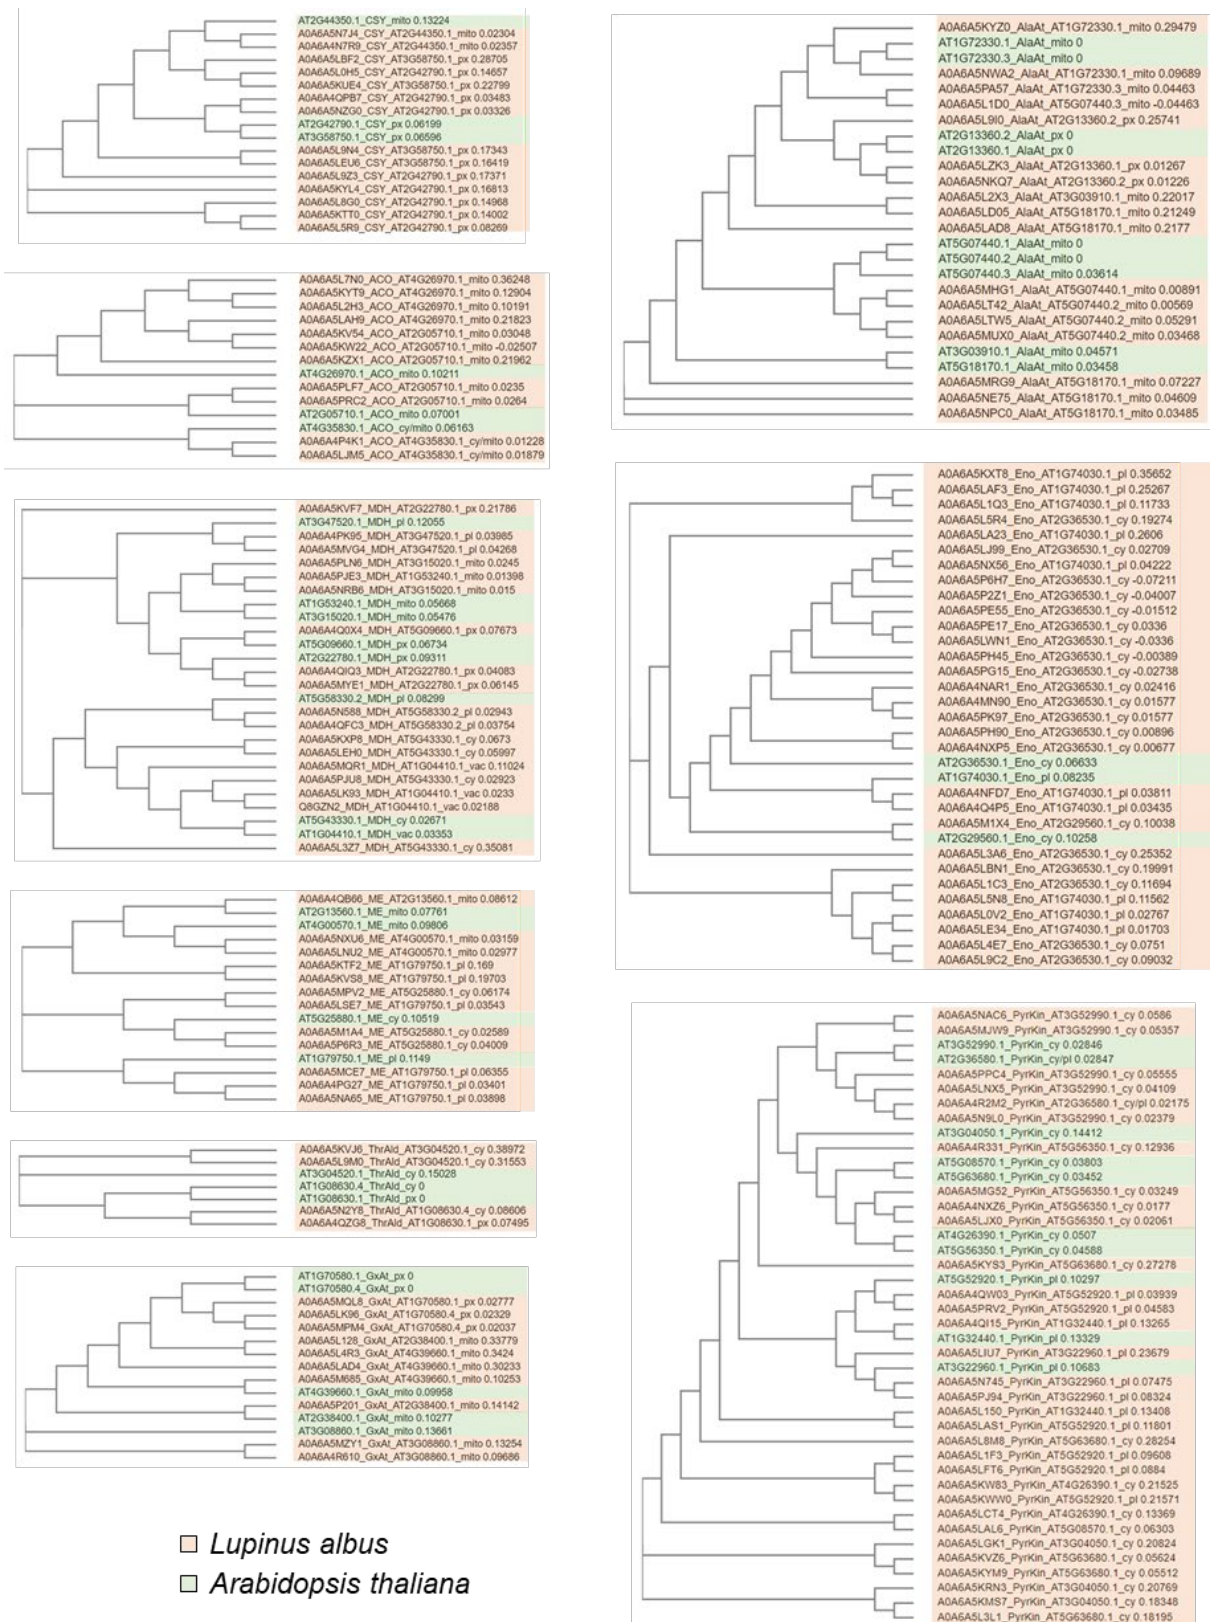 AT2G44350.1_CSY_mito 0.13224
A0A6A5N7J4_CSY_AT2G44350.1_mito 0.02304
A0A6A4N7R9_CSY_AT2G44350.1_mito 0.02357
A0A6A5LBF2_CSY_AT3G58750.1_px 0.28705
A0A6A5L0H5_CSY_AT2G42790.1_px 0.14657
A0A6A5KUE4_CSY_AT3G58750.1_px 0.22799
A0A6A4QPB7_CSY_AT2G42790.1_px 0.03483
A0A6A5NZG0_CSY_AT2G42790.1_px 0.03326
AT2G42790.1_CSY_px 0.06199
AT3G58750.1_CSY_px 0.06596
A0A6A5L9N4_CSY_AT3G58750.1_px 0.17343
A0A6A5LEU6_CSY_AT3G58750.1_px 0.16419
A0A6A5L9Z3_CSY_AT2G42790.1_px 0.17371
A0A6A5KYL4_CSY_AT2G42790.1_px 0.16813
A0A6A5L8G0_CSY_AT2G42790.1_px 0.14968
A0A6A5KTT0_CSY_AT2G42790.1_px 0.14002
A0A6A5L5R9_CSY_AT2G42790.1_px 0.08269
A0A6A5L7N0_ACO_AT4G26970.1_mito 0.36248
A0A6A5KYT9_ACO_AT4G26970.1_mito 0.12904
A0A6A5L2H3_ACO_AT4G26970.1_mito 0.10191
A0A6A5LAH9_ACO_AT4G26970.1_mito 0.21823
A0A6A5KV54_ACO_AT2G05710.1_mito 0.03048
A0A6A5KW22_ACO_AT2G05710.1_mito -0.02507
A0A6A5KZX1_ACO_AT2G05710.1_mito 0.21962
AT4G26970.1_ACO_mito 0.10211
A0A6A5PLF7_ACO_AT2G05710.1_mito 0.0235
A0A6A5PRC2_ACO_AT2G05710.1_mito 0.0264
AT2G05710.1_ACO_mito 0.07001
AT4G35830.1_ACO_cy/mito 0.06163
A0A6A4P4K1_ACO_AT4G35830.1_cy/mito 0.01228
A0A6A5LJM5_ACO_AT4G35830.1_cy/mito 0.01879
A0A6A5KVF7_MDH_AT2G22780.1_px 0.21786
AT3G47520.1_MDH_pl 0.12055
A0A6A4PK95_MDH_AT3G47520.1_pl 0.03985
A0A6A5MVG4_MDH_AT3G47520.1_pl 0.04268
A0A6A5PLN6_MDH_AT3G15020.1_mito 0.0245
A0A6A5PJE3_MDH_AT1G53240.1_mito 0.01398
A0A6A5NRB6_MDH_AT3G15020.1_mito 0.015
AT1G53240.1_MDH_mito 0.05668
AT3G15020.1_MDH_mito 0.05476
A0A6A4Q0X4_MDH_AT5G09660.1_px 0.07673
AT5G09660.1_MDH_px 0.06734
AT2G22780.1_MDH_px 0.09311
A0A6A4QIQ3_MDH_AT2G22780.1_px 0.04083
A0A6A5MYE1_MDH_AT2G22780.1_px 0.06145
AT5G58330.2_MDH_pl 0.08299
A0A6A5N588_MDH_AT5G58330.2_pl 0.02943
A0A6A4QFC3_MDH_AT5G58330.2_pl 0.03754
A0A6A5KXP8_MDH_AT5G43330.1_cy 0.0673
A0A6A5LEH0_MDH_AT5G43330.1_cy 0.05997
A0A6A5MQR1_MDH_AT1G04410.1_vac 0.11024
A0A6A5PJU8_MDH_AT5G43330.1_cy 0.02923
A0A6A5LK93_MDH_AT1G04410.1_vac 0.0233
Q8GZN2_MDH_AT1G04410.1_vac 0.02188
AT5G43330.1_MDH_cy 0.02671
AT1G04410.1_MDH_vac 0.03353
A0A6A5L3Z7_MDH_AT5G43330.1_cy 0.35081
A0A6A4QB66_ME_AT2G13560.1_mito 0.08612
AT2G13560.1_ME_mito 0.07761
AT4G00570.1_ME_mito 0.09806
A0A6A5NXU6_ME_AT4G00570.1_mito 0.03159
A0A6A5LNU2_ME_AT4G00570.1_mito 0.02977
A0A6A5KTF2_ME_AT1G79750.1_pl 0.169
A0A6A5KVS8_ME_AT1G79750.1_pl 0.19703
A0A6A5MPV2_ME_AT5G25880.1_cy 0.06174
A0A6A5LSE7_ME_AT1G79750.1_pl 0.03543
AT5G25880.1_ME_cy 0.10519
A0A6A5M1A4_ME_AT5G25880.1_cy 0.02589
A0A6A5P6R3_ME_AT5G25880.1_cy 0.04009
AT1G79750.1_ME_pl 0.1149
A0A6A5MCE7_ME_AT1G79750.1_pl 0.06355
A0A6A4PG27_ME_AT1G79750.1_pl 0.03401
A0A6A5NA65_ME_AT1G79750.1_pl 0.03898
A0A6A5KVJ6_ThrAld_AT3G04520.1_cy 0.38972
A0A6A5L9M0_ThrAld_AT3G04520.1_cy 0.31553
AT3G04520.1_ThrAld_cy 0.15028
AT1G08630.4_ThrAld_cy 0
AT1G08630.1_ThrAld_px 0
A0A6A5N2Y8_ThrAld_AT1G08630.4_cy 0.08606
A0A6A4QZG8_ThrAld_AT1G08630.1_px 0.07495
AT1G70580.1_GxAt_px 0
AT1G70580.4_GxAt_px 0
A0A6A5MQL8_GxAt_AT1G70580.1_px 0.02777
A0A6A5LK96_GxAt_AT1G70580.4_px 0.02329
A0A6A5MPM4_GxAt_AT1G70580.4_px 0.02037
A0A6A5L128_GxAt_AT2G38400.1_mito 0.33779
A0A6A5L4R3_GxAt_AT4G39660.1_mito 0.3424
A0A6A5LAD4_GxAt_AT4G39660.1_mito 0.30233
A0A6A5M685_GxAt_AT4G39660.1_mito 0.10253
AT4G39660.1_GxAt_mito 0.09958
A0A6A5P201_GxAt_AT2G38400.1_mito 0.14142
AT2G38400.1_GxAt_mito 0.10277
AT3G08860.1_GxAt_mito 0.13661
A0A6A5MZY1_GxAt_AT3G08860.1_mito 0.13254
A0A6A4R610_GxAt_AT3G08860.1_mito 0.09686
Lupinus albus
Arabidopsis thaliana
A0A6A5KYZ0_AlaAt_AT1G72330.1_mito 0.29479
AT1G72330.1_AlaAt_mito 0
AT1G72330.3_AlaAt_mito 0
A0A6A5NWA2_AlaAt_AT1G72330.1_mito 0.09689
A0A6A5PA57_AlaAt_AT1G72330.3_mito 0.04463
A0A6A5L1D0_AlaAt_AT5G07440.3_mito -0.04463
A0A6A5L9I0_AlaAt_AT2G13360.2_px 0.25741
AT2G13360.2_AlaAt_px 0
AT2G13360.1_AlaAt_px 0
A0A6A5LZK3_AlaAt_AT2G13360.1_px 0.01267
A0A6A5NKQ7_AlaAt_AT2G13360.2_px 0.01226
A0A6A5L2X3_AlaAt_AT3G03910.1_mito 0.22017
A0A6A5LD05_AlaAt_AT5G18170.1_mito 0.21249
A0A6A5LAD8_AlaAt_AT5G18170.1_mito 0.2177
AT5G07440.1_AlaAt_mito 0
AT5G07440.2_AlaAt_mito 0
AT5G07440.3_AlaAt_mito 0.03614
A0A6A5MHG1_AlaAt_AT5G07440.1_mito 0.00891
A0A6A5LT42_AlaAt_AT5G07440.2_mito 0.00569
A0A6A5LTW5_AlaAt_AT5G07440.2_mito 0.05291
A0A6A5MUX0_AlaAt_AT5G07440.2_mito 0.03468
AT3G03910.1_AlaAt_mito 0.04571
AT5G18170.1_AlaAt_mito 0.03458
A0A6A5MRG9_AlaAt_AT5G18170.1_mito 0.07227
A0A6A5NE75_AlaAt_AT5G18170.1_mito 0.04609
A0A6A5NPC0_AlaAt_AT5G18170.1_mito 0.03485
A0A6A5KXT8_Eno_AT1G74030.1_pl 0.35652
A0A6A5LAF3_Eno_AT1G74030.1_pl 0.25267
A0A6A5L1Q3_Eno_AT1G74030.1_pl 0.11733
A0A6A5L5R4_Eno_AT2G36530.1_cy 0.19274
A0A6A5LA23_Eno_AT1G74030.1_pl 0.2606
A0A6A5LJ99_Eno_AT2G36530.1_cy 0.02709
A0A6A5NX56_Eno_AT1G74030.1_pl 0.04222
A0A6A5P6H7_Eno_AT2G36530.1_cy -0.07211
A0A6A5P2Z1_Eno_AT2G36530.1_cy -0.04007
A0A6A5PE55_Eno_AT2G36530.1_cy -0.01512
A0A6A5PE17_Eno_AT2G36530.1_cy 0.0336
A0A6A5LWN1_Eno_AT2G36530.1_cy -0.0336
A0A6A5PH45_Eno_AT2G36530.1_cy -0.00389
A0A6A5PG15_Eno_AT2G36530.1_cy -0.02738
A0A6A4NAR1_Eno_AT2G36530.1_cy 0.02416
A0A6A4MN90_Eno_AT2G36530.1_cy 0.01577
A0A6A5PK97_Eno_AT2G36530.1_cy 0.01577
A0A6A5PH90_Eno_AT2G36530.1_cy 0.00896
A0A6A4NXP5_Eno_AT2G36530.1_cy 0.00677
AT2G36530.1_Eno_cy 0.06633
AT1G74030.1_Eno_pl 0.08235
A0A6A4NFD7_Eno_AT1G74030.1_pl 0.03811
A0A6A4Q4P5_Eno_AT1G74030.1_pl 0.03435
A0A6A5M1X4_Eno_AT2G29560.1_cy 0.10038
AT2G29560.1_Eno_cy 0.10258
A0A6A5L3A6_Eno_AT2G36530.1_cy 0.25352
A0A6A5LBN1_Eno_AT2G36530.1_cy 0.19991
A0A6A5L1C3_Eno_AT2G36530.1_cy 0.11694
A0A6A5L5N8_Eno_AT1G74030.1_pl 0.11562
A0A6A5L0V2_Eno_AT1G74030.1_pl 0.02767
A0A6A5LE34_Eno_AT1G74030.1_pl 0.01703
A0A6A5L4E7_Eno_AT2G36530.1_cy 0.0751
A0A6A5L9C2_Eno_AT2G36530.1_cy 0.09032
A0A6A5NAC6_PyrKin_AT3G52990.1_cy 0.0586
A0A6A5MJW9_PyrKin_AT3G52990.1_cy 0.05357
AT3G52990.1_PyrKin_cy 0.02846
AT2G36580.1_PyrKin_cy/pl 0.02847
A0A6A5PPC4_PyrKin_AT3G52990.1_cy 0.05555
A0A6A5LNX5_PyrKin_AT3G52990.1_cy 0.04109
A0A6A4R2M2_PyrKin_AT2G36580.1_cy/pl 0.02175
A0A6A5N9L0_PyrKin_AT3G52990.1_cy 0.02379
AT3G04050.1_PyrKin_cy 0.14412
A0A6A4R331_PyrKin_AT5G56350.1_cy 0.12936
AT5G08570.1_PyrKin_cy 0.03803
AT5G63680.1_PyrKin_cy 0.03452
A0A6A5MG52_PyrKin_AT5G56350.1_cy 0.03249
A0A6A4NXZ6_PyrKin_AT5G56350.1_cy 0.0177
A0A6A5LJX0_PyrKin_AT5G56350.1_cy 0.02061
AT4G26390.1_PyrKin_cy 0.0507
AT5G56350.1_PyrKin_cy 0.04588
A0A6A5KYS3_PyrKin_AT5G63680.1_cy 0.27278
AT5G52920.1_PyrKin_pl 0.10297
A0A6A4QW03_PyrKin_AT5G52920.1_pl 0.03939
A0A6A5PRV2_PyrKin_AT5G52920.1_pl 0.04583
A0A6A4QI15_PyrKin_AT1G32440.1_pl 0.13265
AT1G32440.1_PyrKin_pl 0.13329
A0A6A5LIU7_PyrKin_AT3G22960.1_pl 0.23679
AT3G22960.1_PyrKin_pl 0.10683
A0A6A5N745_PyrKin_AT3G22960.1_pl 0.07475
A0A6A5PJ94_PyrKin_AT3G22960.1_pl 0.08324
A0A6A5L150_PyrKin_AT1G32440.1_pl 0.13408
A0A6A5LAS1_PyrKin_AT5G52920.1_pl 0.11801
A0A6A5L8M8_PyrKin_AT5G63680.1_cy 0.28254
A0A6A5L1F3_PyrKin_AT5G52920.1_pl 0.09608
A0A6A5LFT6_PyrKin_AT5G52920.1_pl 0.0884
A0A6A5KW83_PyrKin_AT4G26390.1_cy 0.21525
A0A6A5KWW0_PyrKin_AT5G52920.1_pl 0.21571
A0A6A5LCT4_PyrKin_AT4G26390.1_cy 0.13369
A0A6A5LAL6_PyrKin_AT5G08570.1_cy 0.06303
A0A6A5LGK1_PyrKin_AT3G04050.1_cy 0.20824
A0A6A5KVZ6_PyrKin_AT5G63680.1_cy 0.05624
A0A6A5KYM9_PyrKin_AT5G63680.1_cy 0.05512
A0A6A5KRN3_PyrKin_AT3G04050.1_cy 0.20769
A0A6A5KMS7_PyrKin_AT3G04050.1_cy 0.18348
A0A6A5L3L1_PyrKin_AT5G63680.1_cy 0.18195